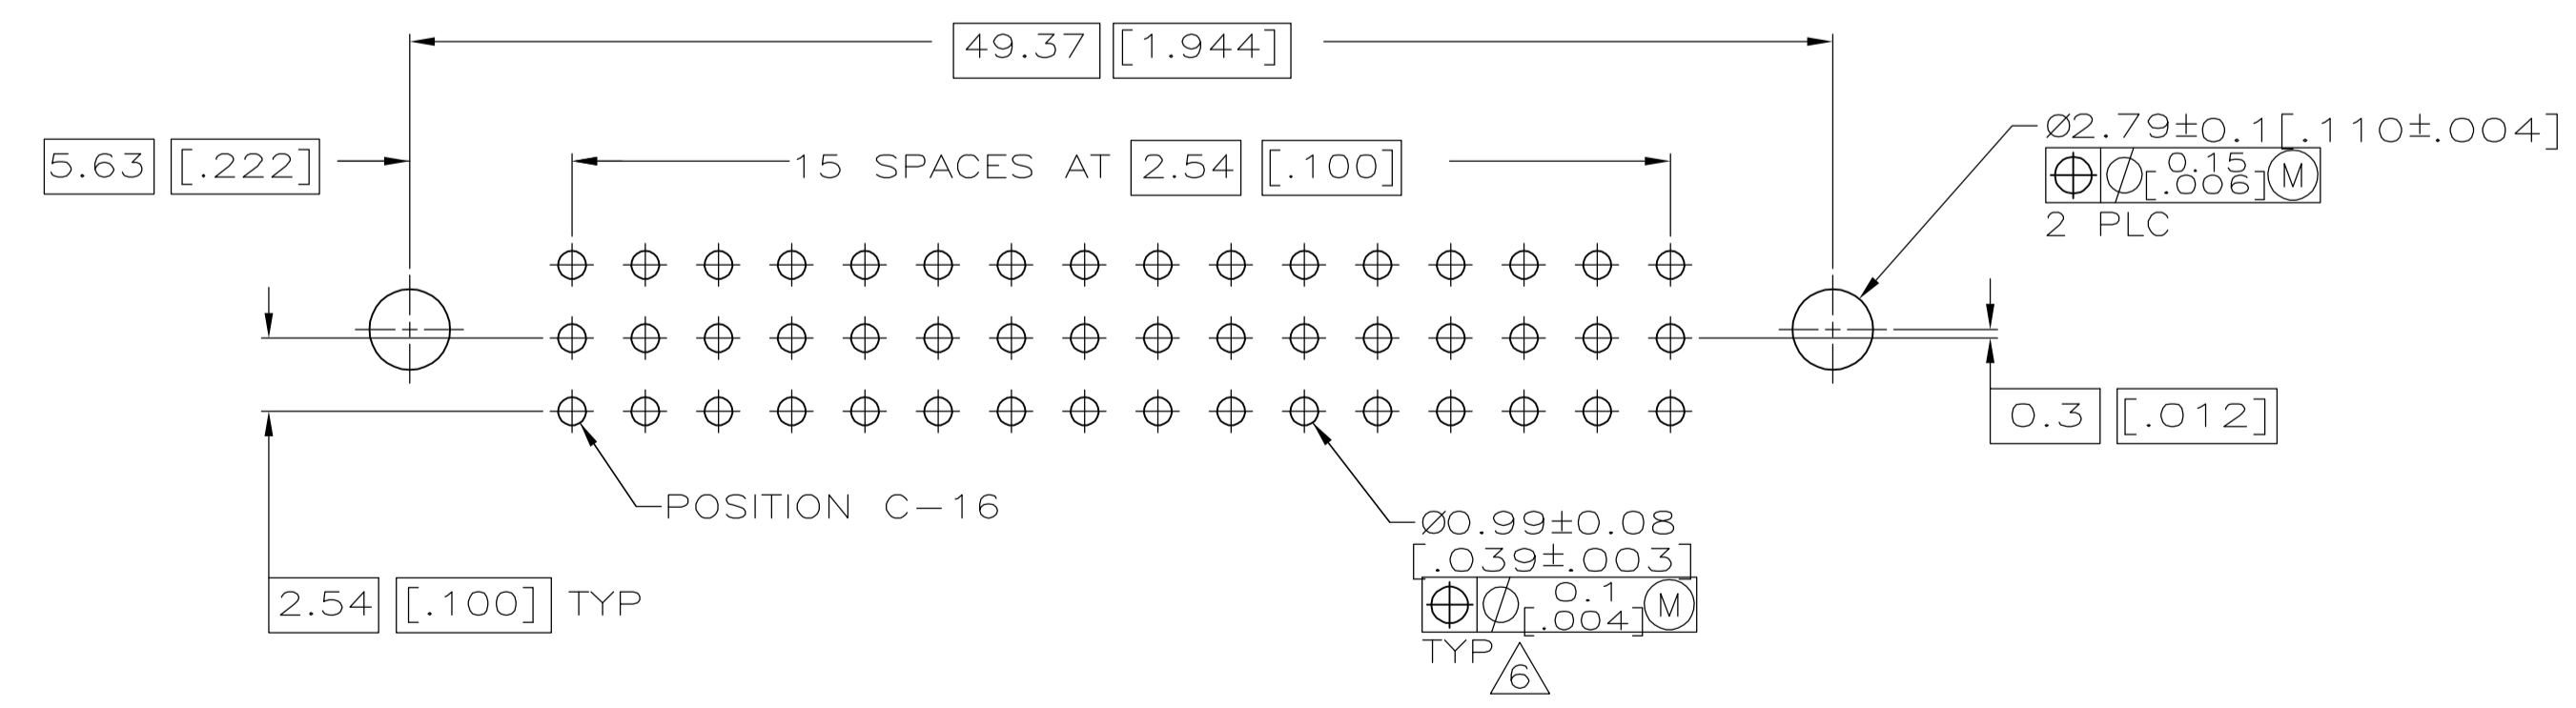 49.37 [1.944]
5.63 [.222]
15 SPACES AT 2.54 [.100]
Ø2.79±0.1[.110±.004]
⌖ Ø 0.15 [.006] Ⓜ
2 PLC
0.3 [.012]
POSITION C-16
Ø0.99±0.08
[.039±.003]
⌖ Ø 0.1 [.004] Ⓜ
TYP 6
2.54 [.100] TYP